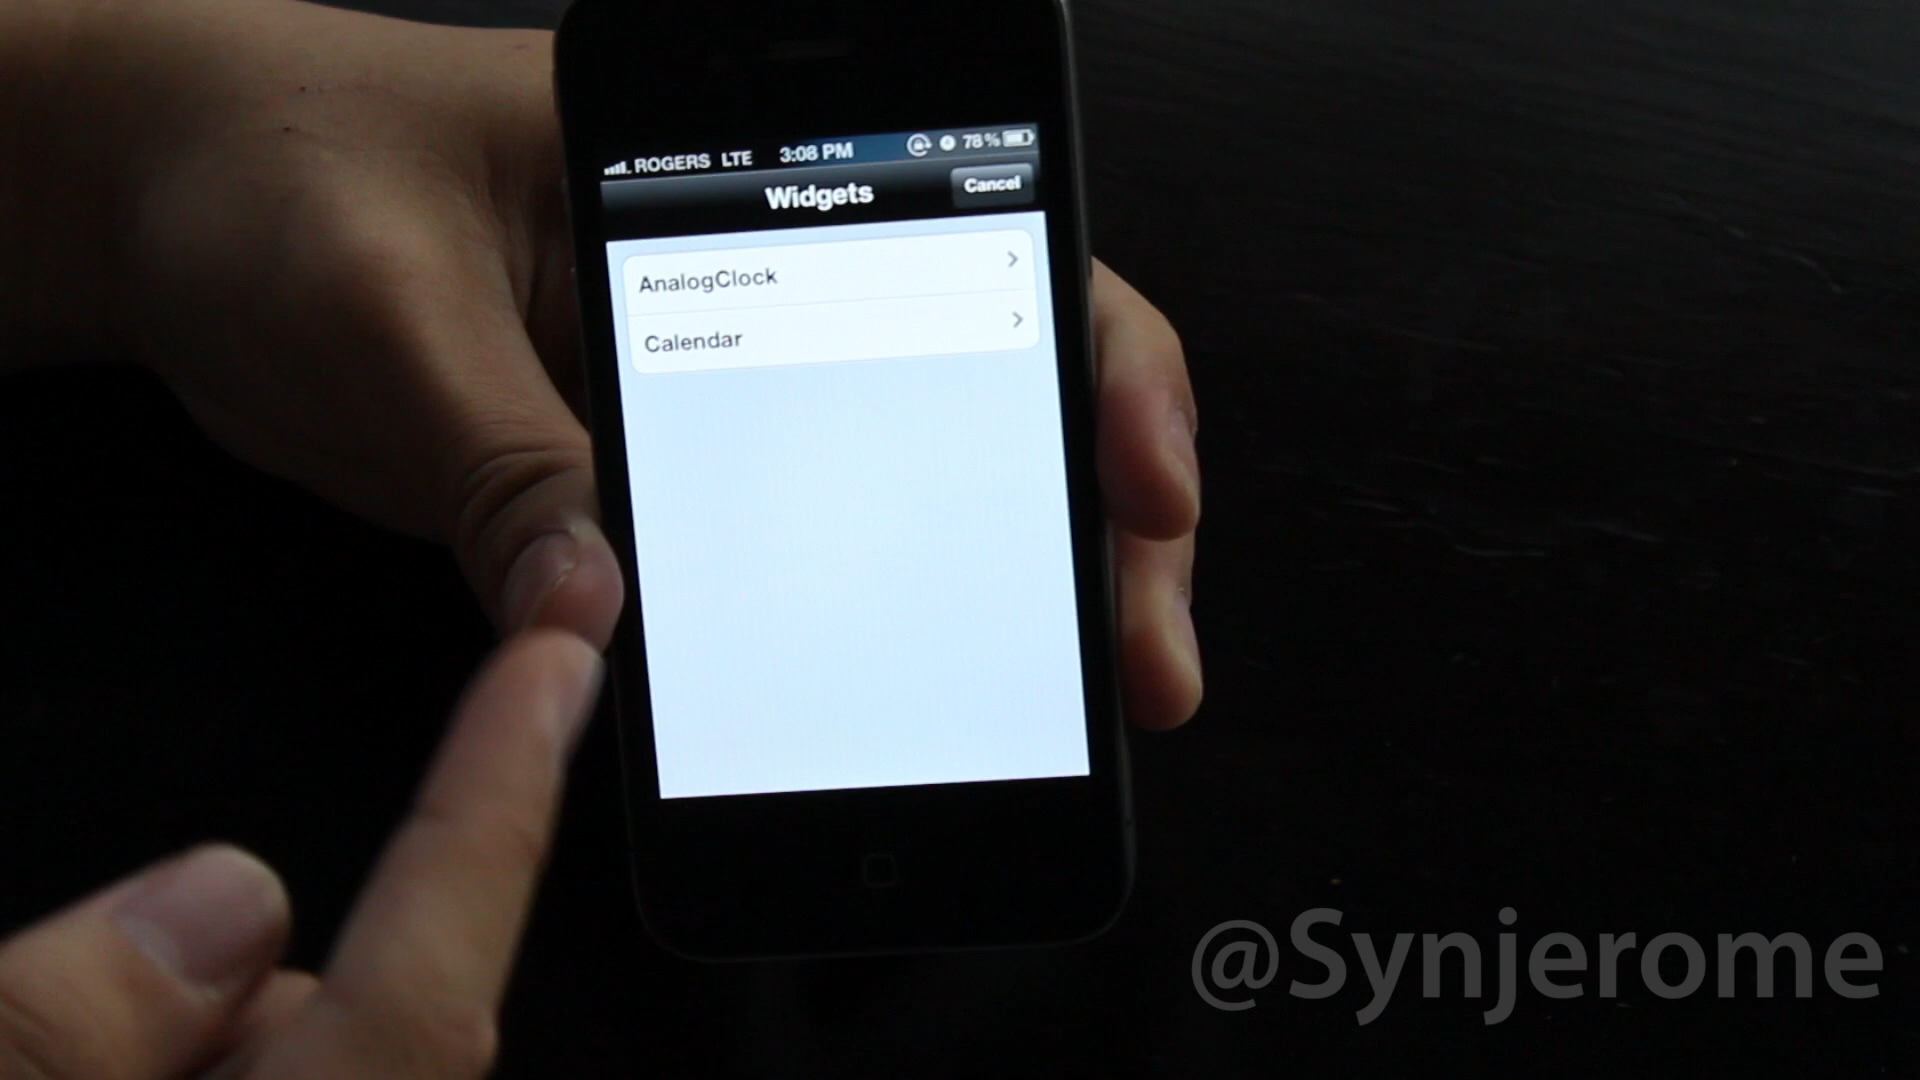 ROGERS LTE 3:08 PM 78%
Widgets Cancel
AnalogClock
Calendar
@Synjerome